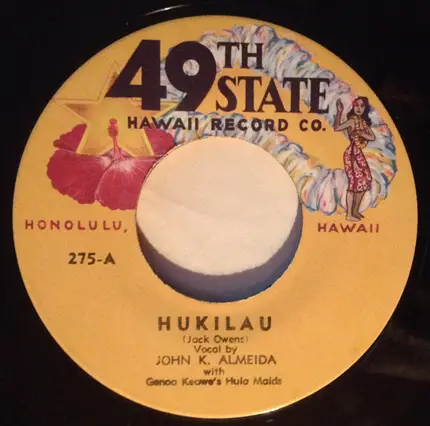 49TH
STATE
HAWAII RECORD CO.
HONOLULU,
HAWAII
275-A
HUKILAU
(Jack Owens)
Vocal by
JOHN K. ALMEIDA
with
Genoa Keawe's Hula Maids